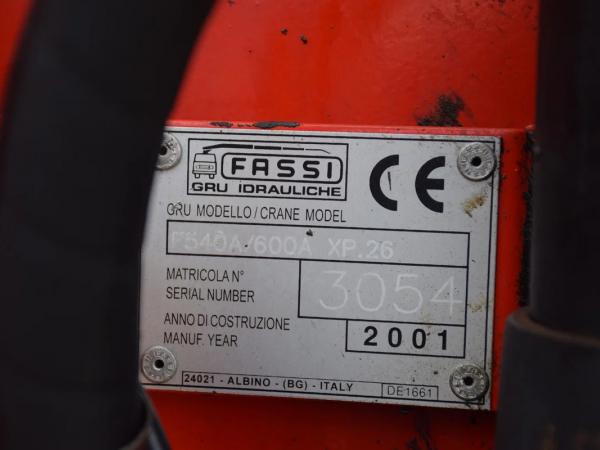 FASSI
GRU IDRAULICHE
CE
GRU MODELLO/CRANE MODEL
F540A/600A XP.26
MATRICOLA N°
SERIAL NUMBER
3054
ANNO DI COSTRUZIONE
MANUF. YEAR
2001
24021 - ALBINO - (BG) - ITALY
DE1661